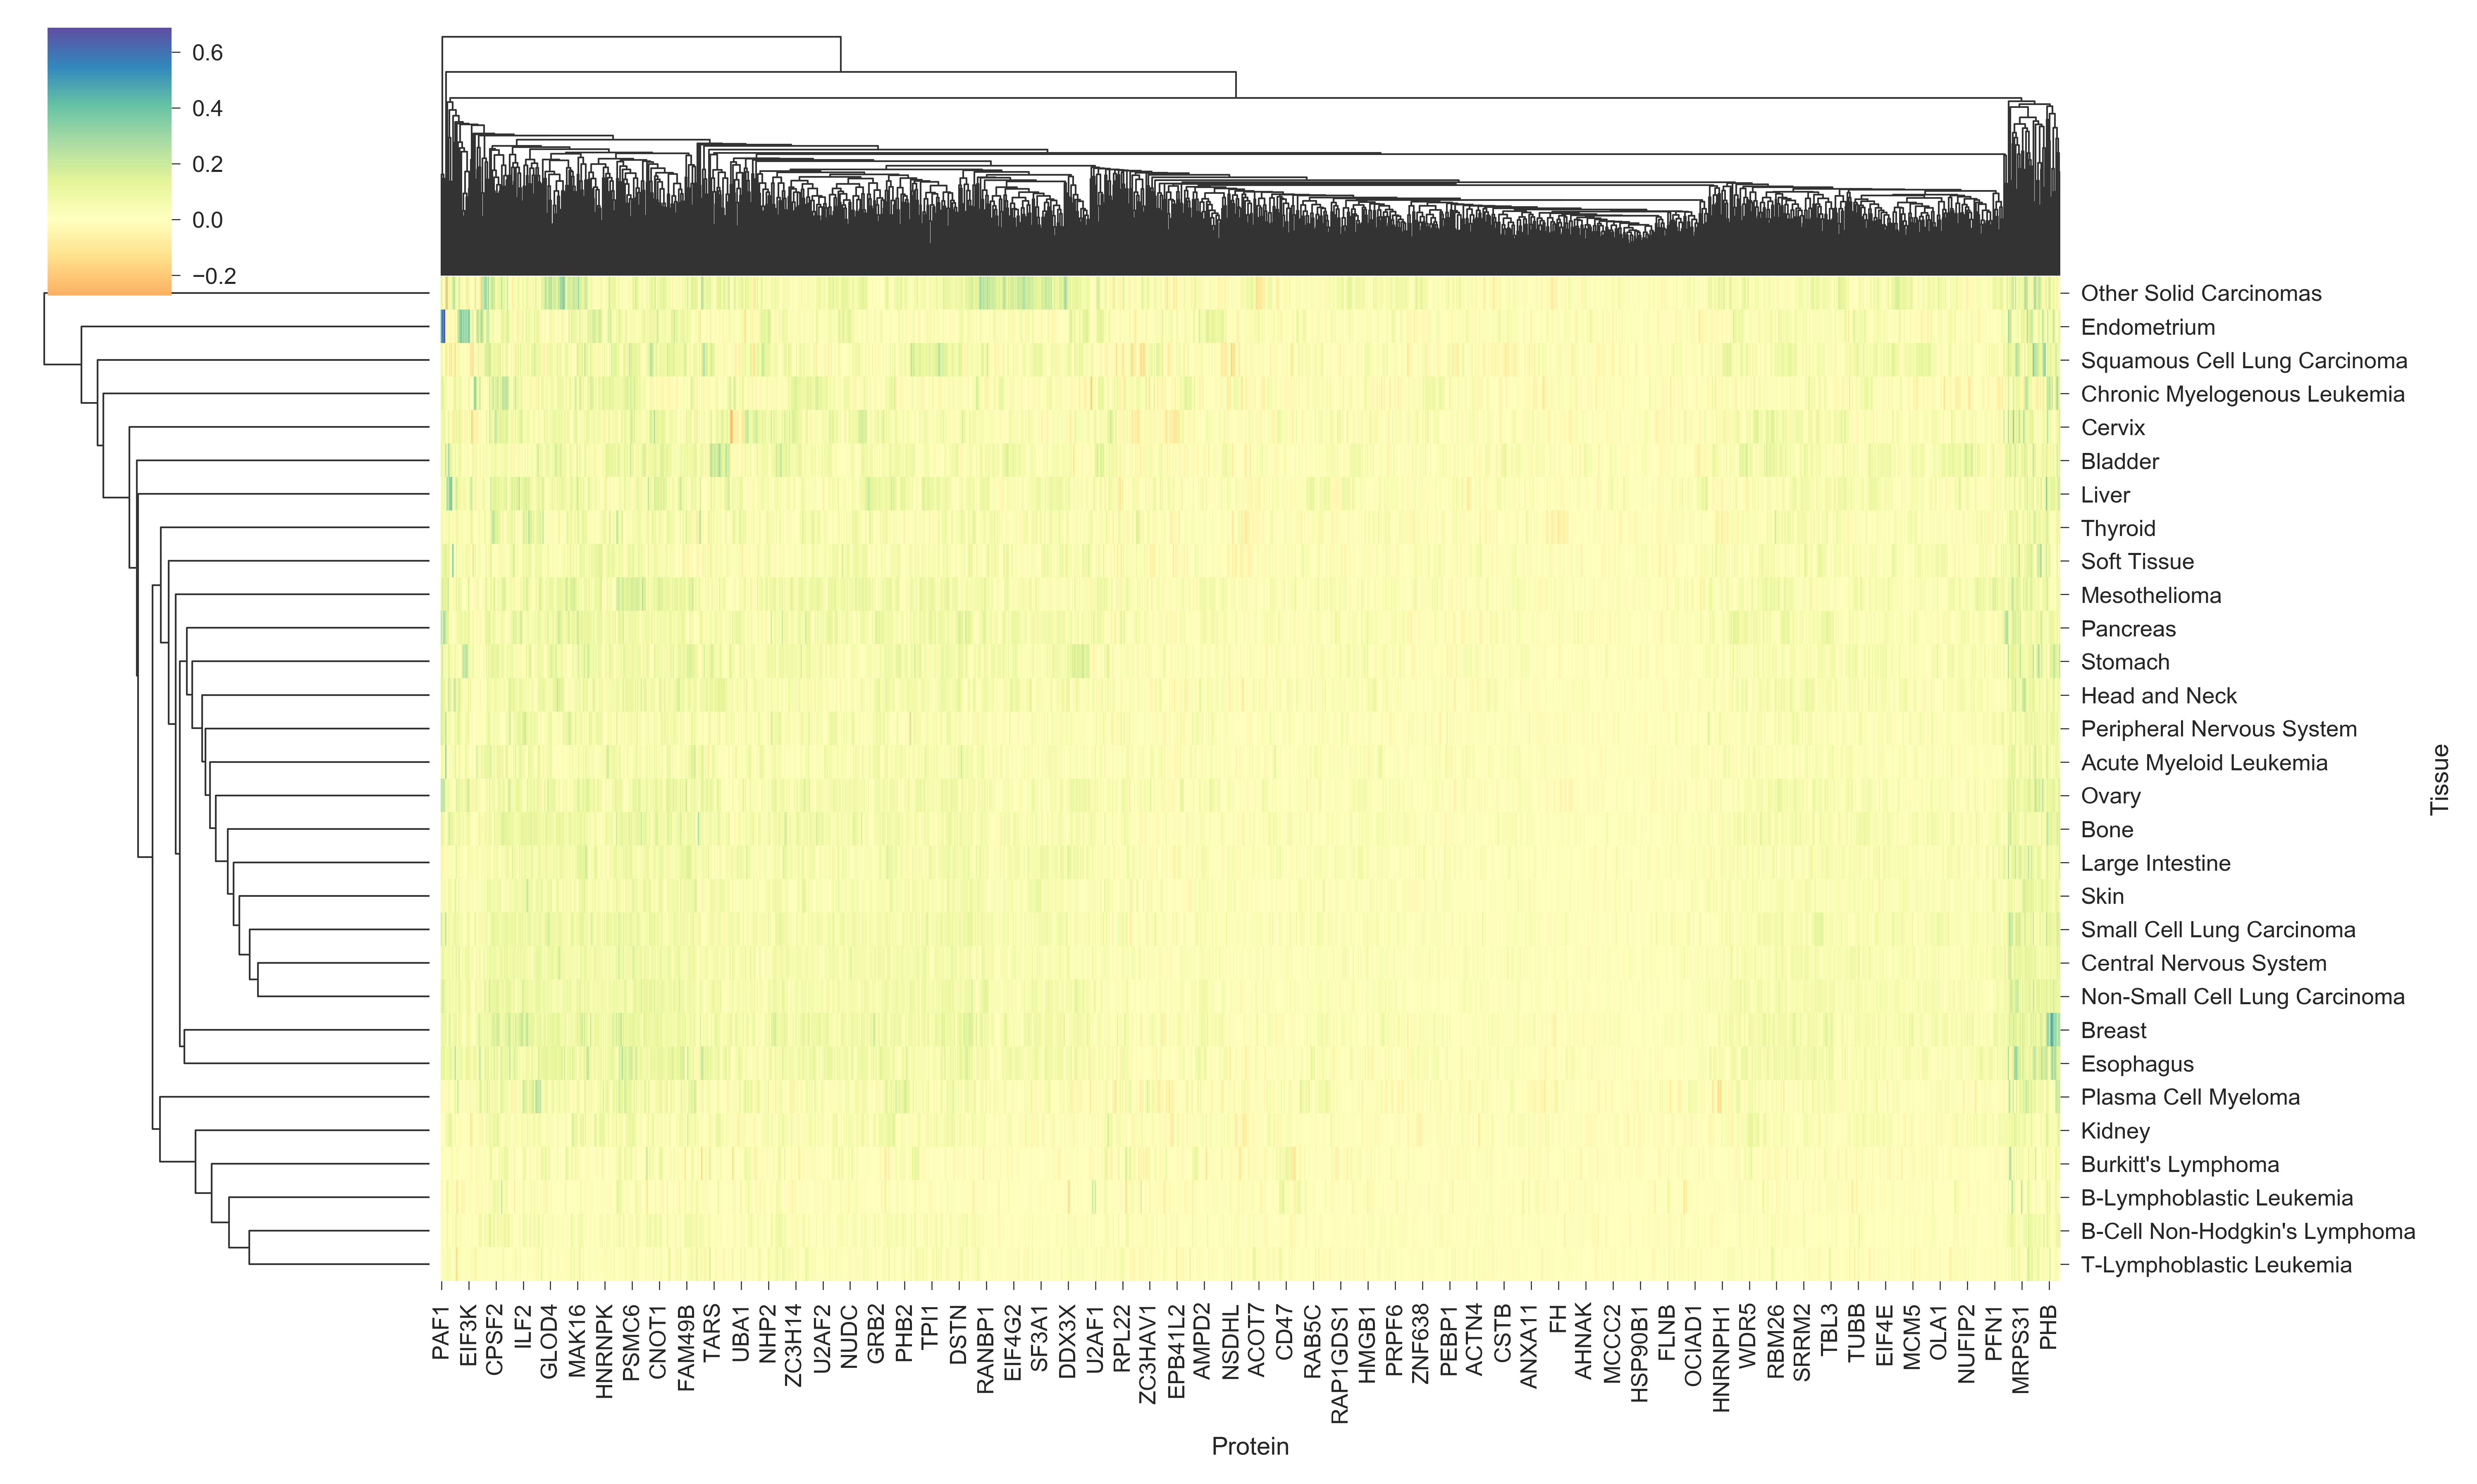 0.6
0.4
0.2
0.0
−0.2
Other Solid Carcinomas
Endometrium
Squamous Cell Lung Carcinoma
Chronic Myelogenous Leukemia
Cervix
Bladder
Liver
Thyroid
Soft Tissue
Mesothelioma
Pancreas
Stomach
Head and Neck
Peripheral Nervous System
Acute Myeloid Leukemia
Ovary
Bone
Large Intestine
Skin
Small Cell Lung Carcinoma
Central Nervous System
Non-Small Cell Lung Carcinoma
Breast
Esophagus
Plasma Cell Myeloma
Kidney
Burkitt's Lymphoma
B-Lymphoblastic Leukemia
B-Cell Non-Hodgkin's Lymphoma
T-Lymphoblastic Leukemia
Tissue
PAF1
EIF3K
CPSF2
ILF2
GLOD4
MAK16
HNRNPK
PSMC6
CNOT1
FAM49B
TARS
UBA1
NHP2
ZC3H14
U2AF2
NUDC
GRB2
PHB2
TPI1
DSTN
RANBP1
EIF4G2
SF3A1
DDX3X
U2AF1
RPL22
ZC3HAV1
EPB41L2
AMPD2
NSDHL
ACOT7
CD47
RAB5C
RAP1GDS1
HMGB1
PRPF6
ZNF638
PEBP1
ACTN4
CSTB
ANXA11
FH
AHNAK
MCCC2
HSP90B1
FLNB
OCIAD1
HNRNPH1
WDR5
RBM26
SRRM2
TBL3
TUBB
EIF4E
MCM5
OLA1
NUFIP2
PFN1
MRPS31
PHB
Protein